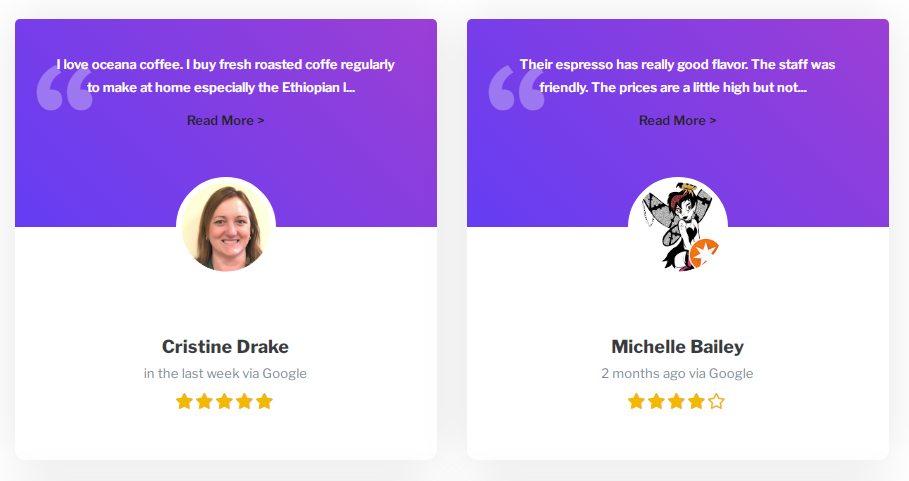 I love oceana coffee. I buy fresh roasted coffe regularly
to make at home especially the Ethiopian I...
Read More >
Cristine Drake
in the last week via Google
Their espresso has really good flavor. The staff was
friendly. The prices are a little high but not...
Read More >
Michelle Bailey
2 months ago via Google